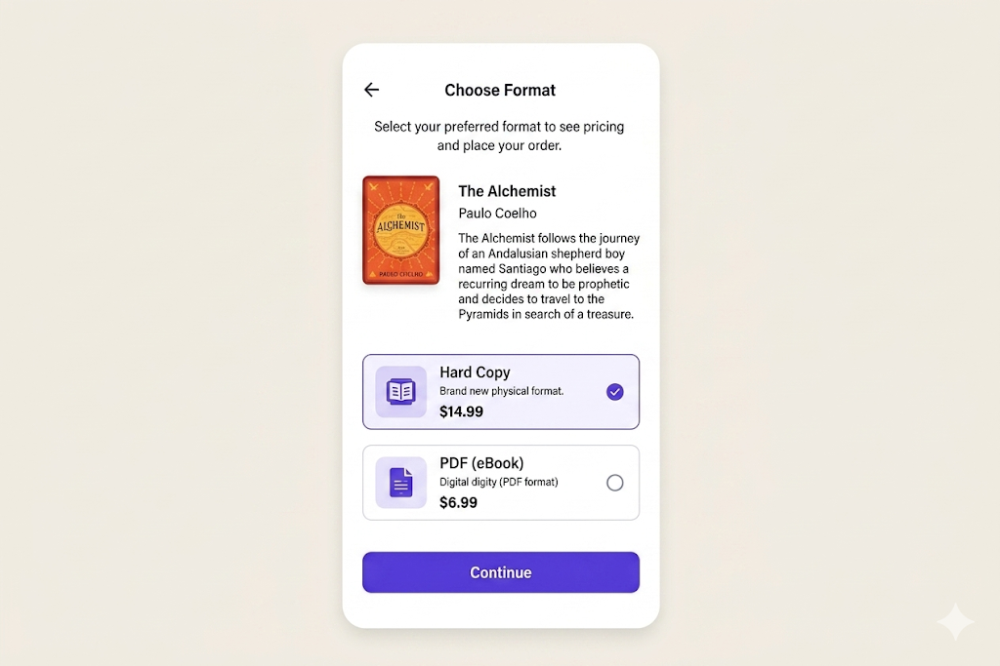 Choose Format
Select your preferred format to see pricing
and place your order.
The
ALCHEMIST
PAULO COELHO
The Alchemist
Paulo Coelho
The Alchemist follows the journey
of an Andalusian shepherd boy
named Santiago who believes a
recurring dream to be prophetic
and decides to travel to the
Pyramids in search of a treasure.
Hard Copy
Brand new physical format.
$14.99
PDF (eBook)
Digital digity (PDF format)
$6.99
Continue